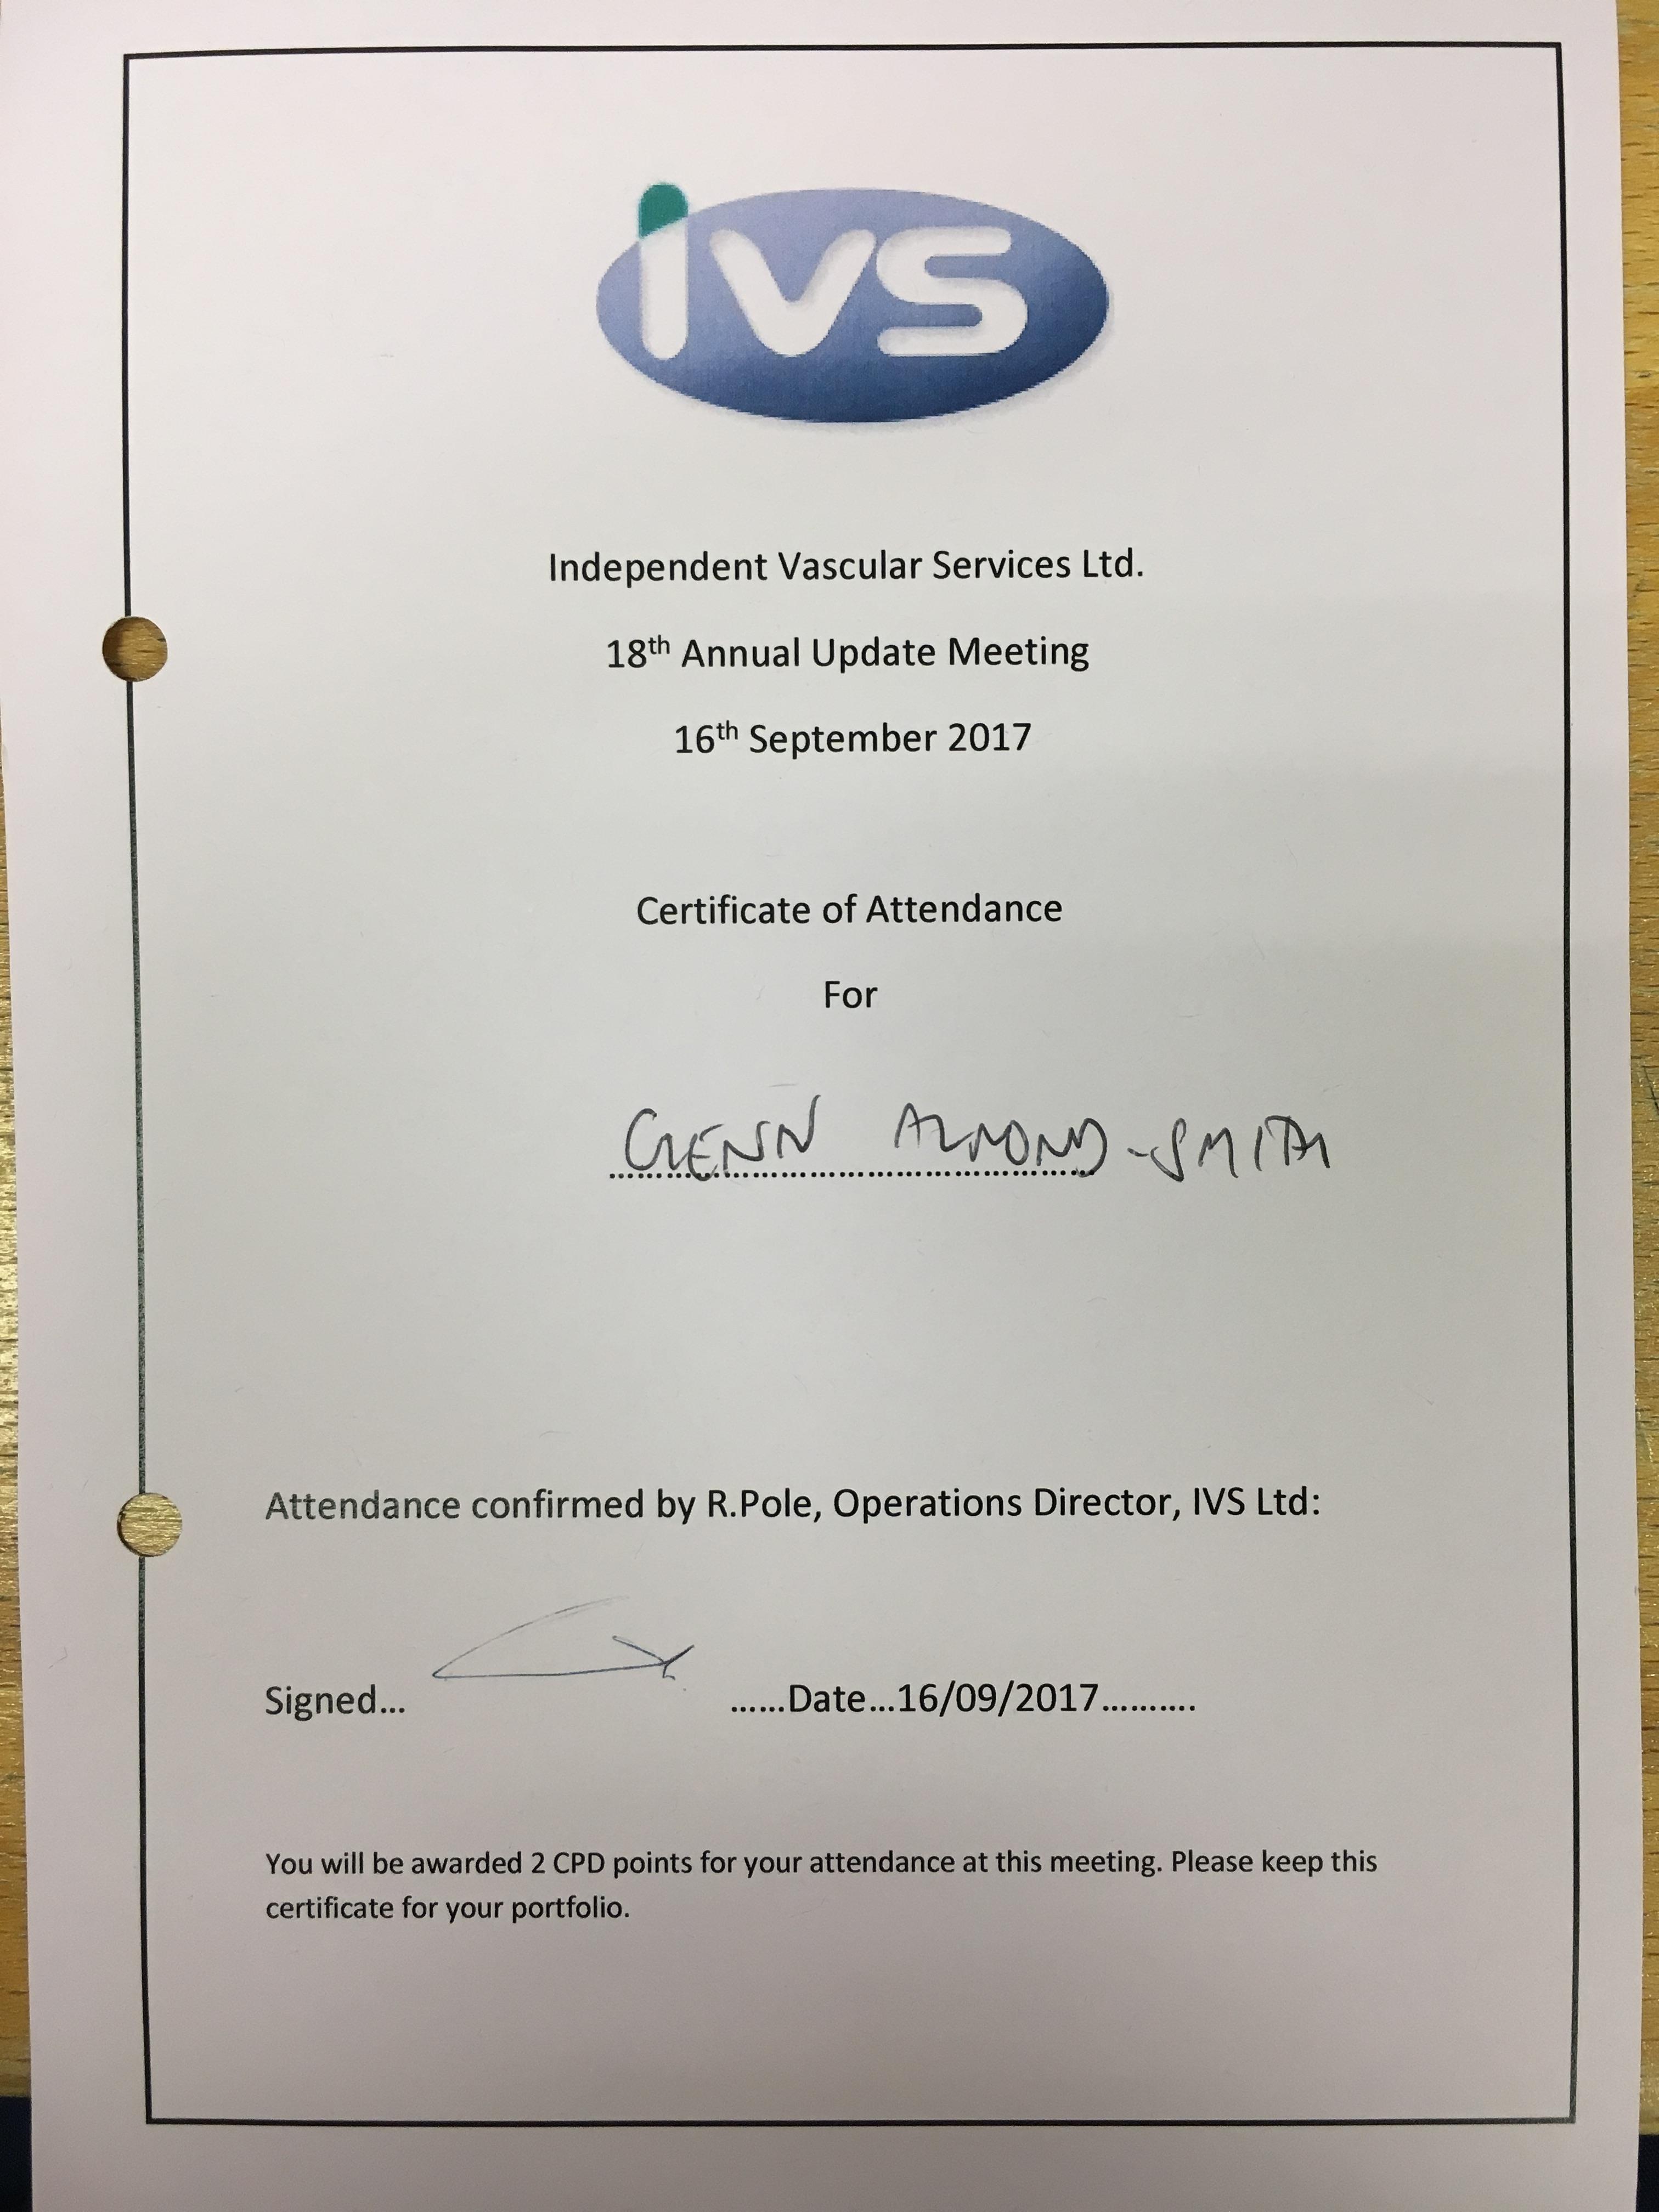 ivs
Independent Vascular Services Ltd.
18th Annual Update Meeting
16th September 2017
Certificate of Attendance
For
GLENN ALMOND-SMITH
Attendance confirmed by R.Pole, Operations Director, IVS Ltd:
Signed... ......Date...16/09/2017..........
You will be awarded 2 CPD points for your attendance at this meeting. Please keep this
certificate for your portfolio.